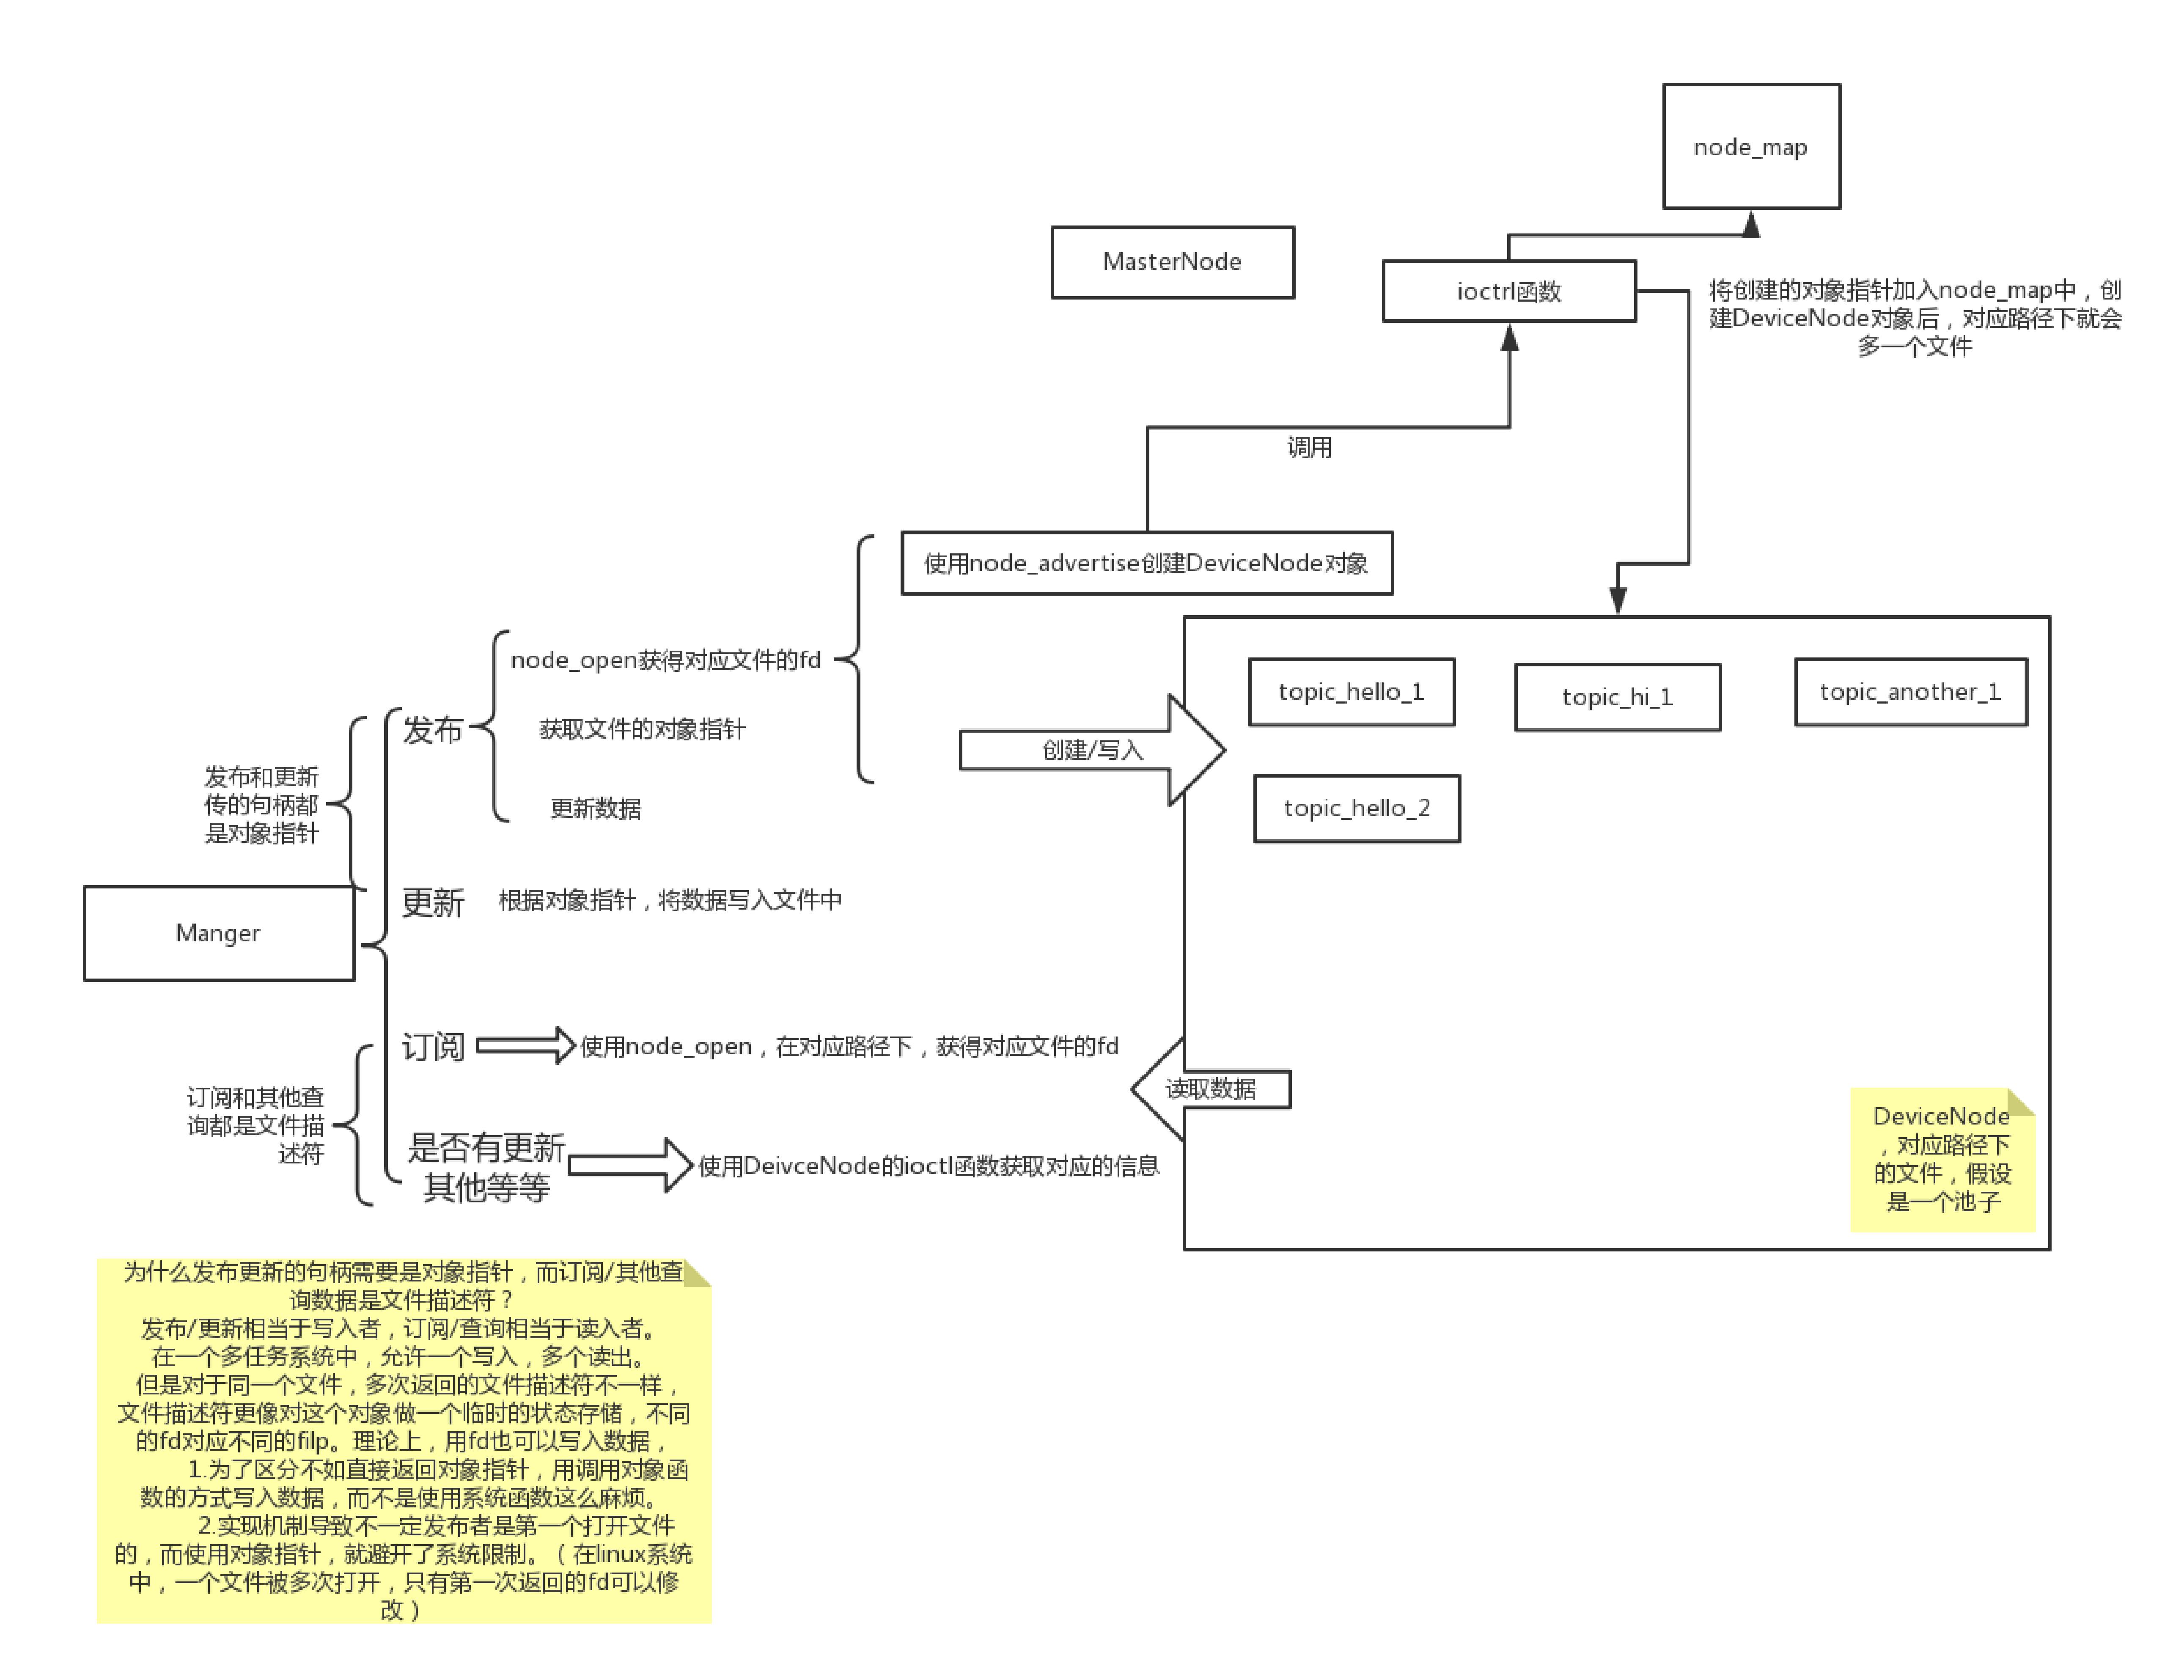 node_map
MasterNode
ioctrl函数
将创建的对象指针加入node_map中，创
建DeviceNode对象后，对应路径下就会
多一个文件
调用
使用node_advertise创建DeviceNode对象
node_open获得对应文件的fd
topic_hello_1
topic_hi_1
topic_another_1
发布
获取文件的对象指针
创建/写入
发布和更新
传的句柄都
是对象指针
更新数据
topic_hello_2
更新
根据对象指针，将数据写入文件中
Manger
订阅
使用node_open，在对应路径下，获得对应文件的fd
读取数据
订阅和其他查
询都是文件描
述符
是否有更新
其他等等
使用DeivceNode的ioctl函数获取对应的信息
DeviceNode
，对应路径下
的文件，假设
是一个池子
为什么发布更新的句柄需要是对象指针，而订阅/其他查
询数据是文件描述符？
发布/更新相当于写入者，订阅/查询相当于读入者。
在一个多任务系统中，允许一个写入，多个读出。
但是对于同一个文件，多次返回的文件描述符不一样，
文件描述符更像对这个对象做一个临时的状态存储，不同
的fd对应不同的filp。理论上，用fd也可以写入数据，
1.为了区分不如直接返回对象指针，用调用对象函
数的方式写入数据，而不是使用系统函数这么麻烦。
2.实现机制导致不一定发布者是第一个打开文件
的，而使用对象指针，就避开了系统限制。（在linux系统
中，一个文件被多次打开，只有第一次返回的fd可以修
改）